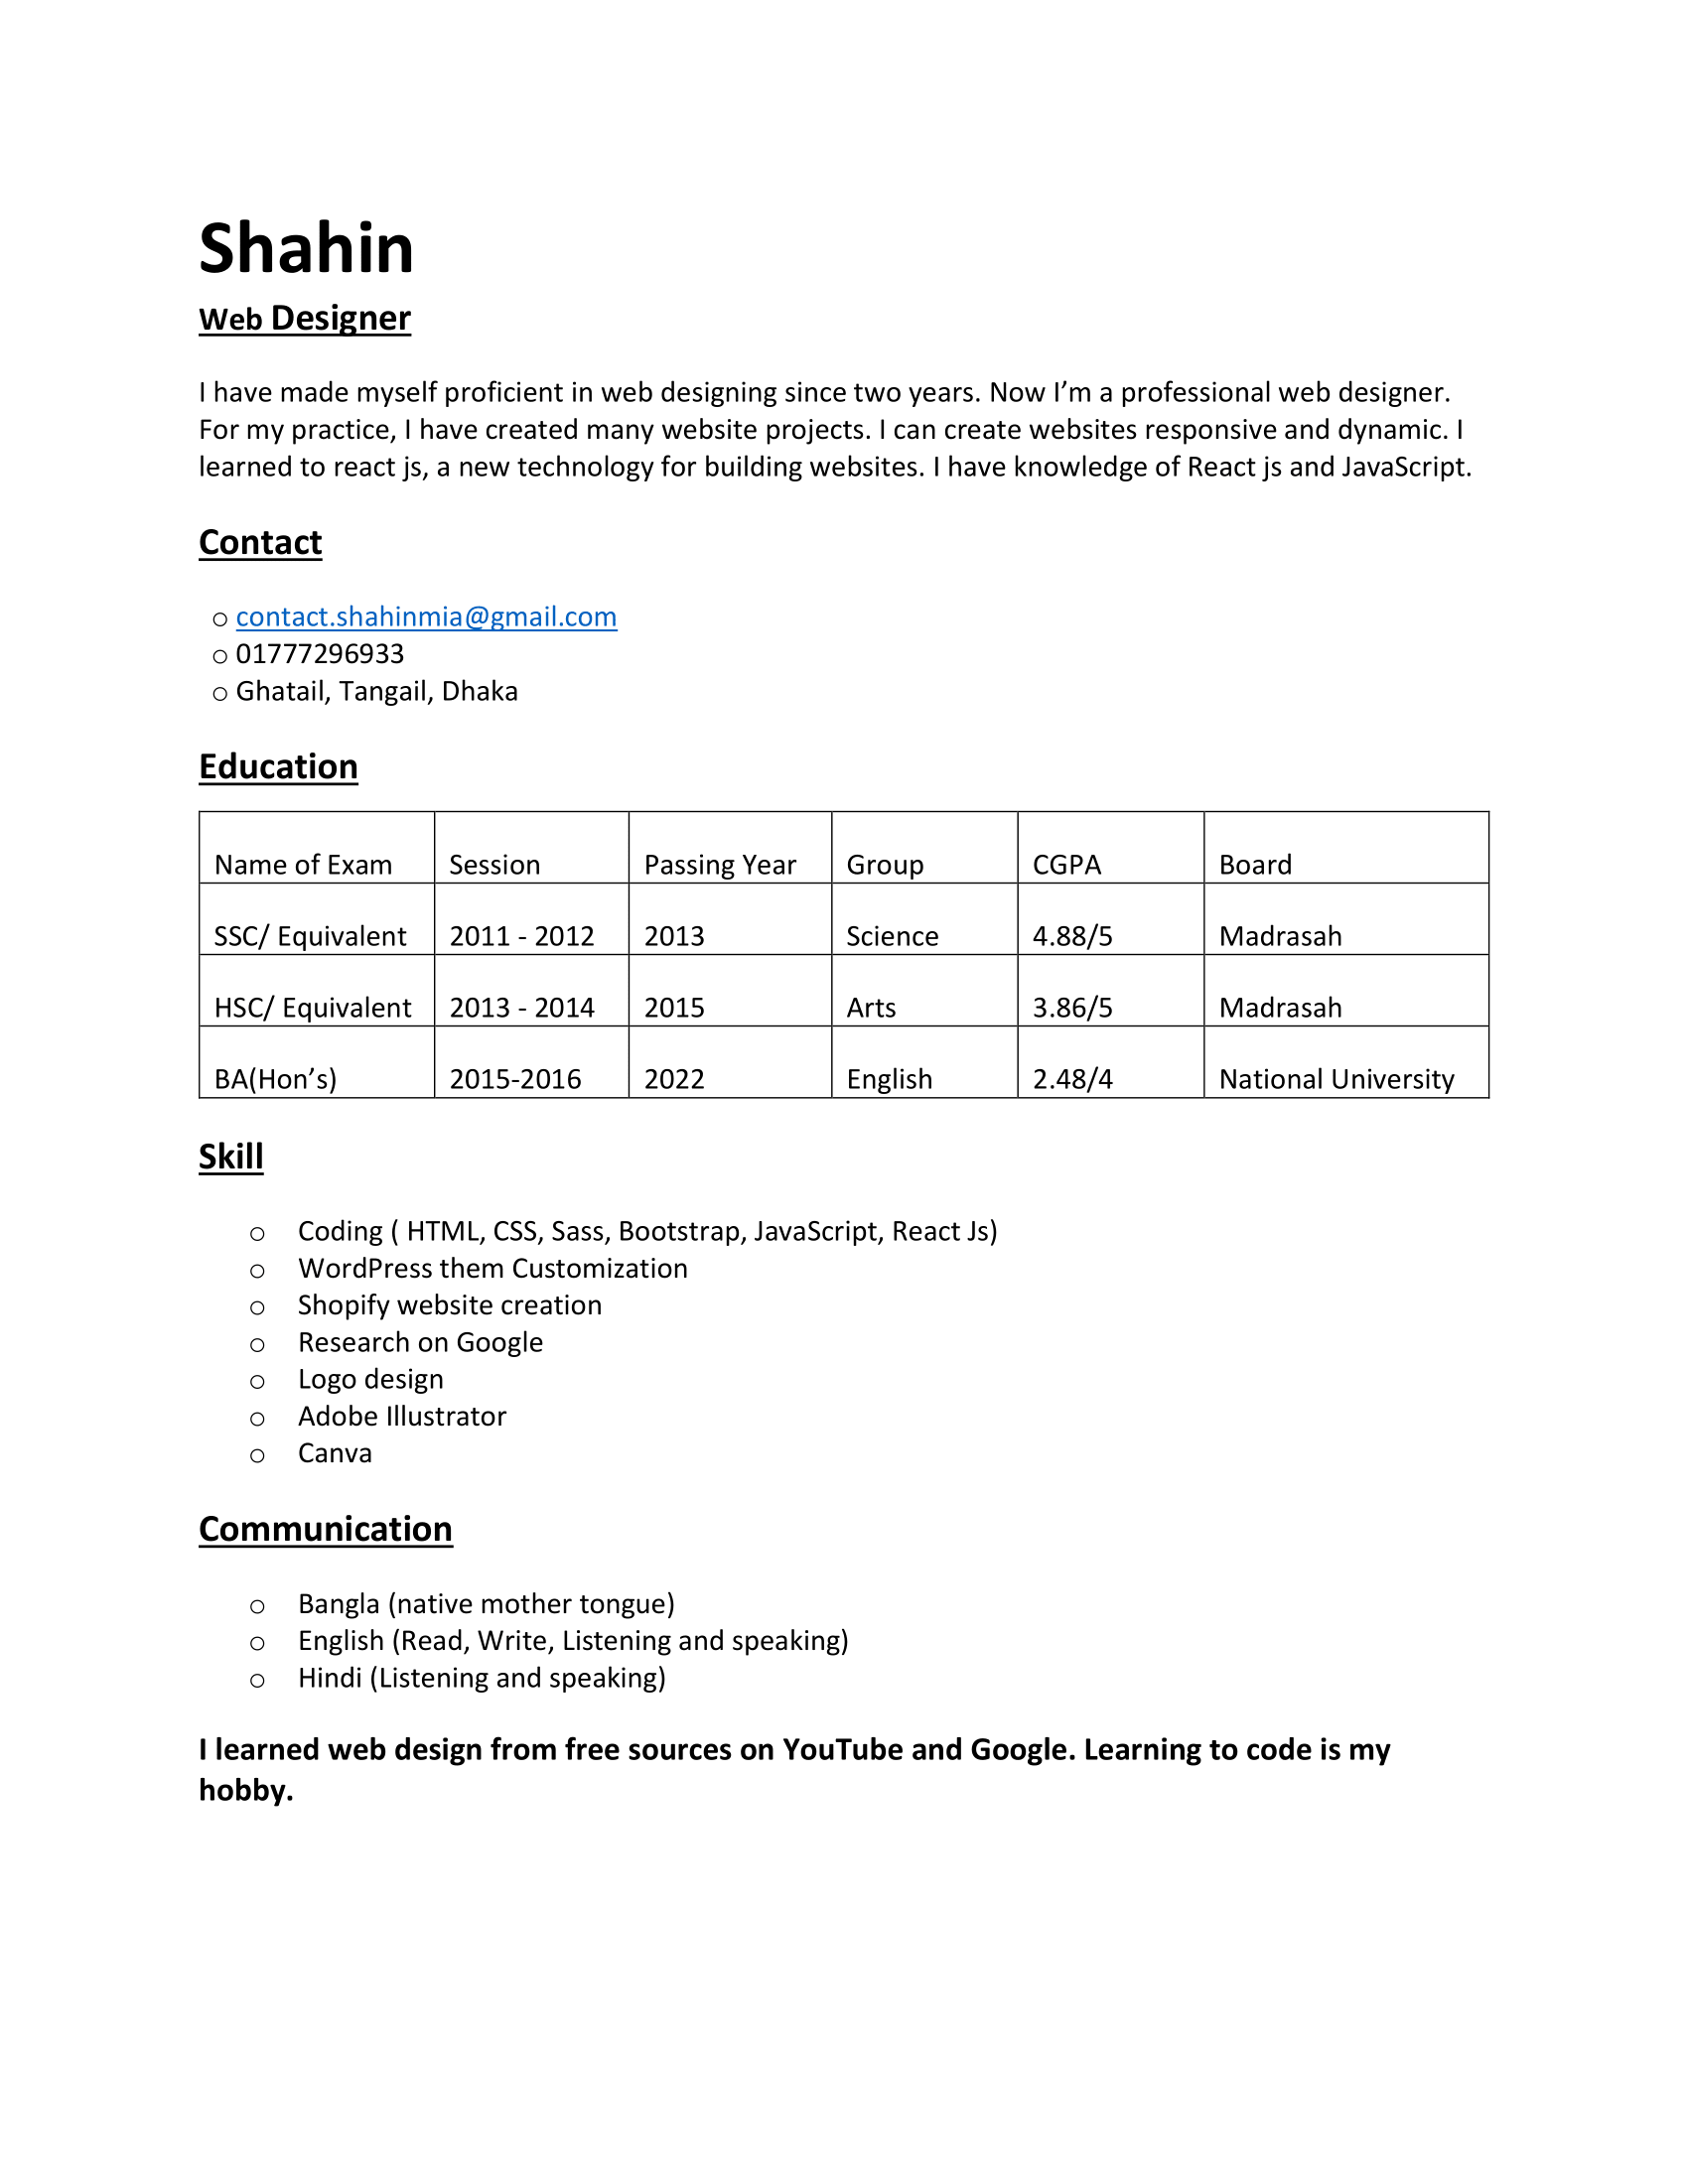 Shahin
Web Designer
I have made myself proficient in web designing since two years. Now I’m a professional web designer.
For my practice, I have created many website projects. I can create websites responsive and dynamic. I
learned to react js, a new technology for building websites. I have knowledge of React js and JavaScript.
Contact
o contact.shahinmia@gmail.com
o 01777296933
o Ghatail, Tangail, Dhaka
Education
Name of Exam Session Passing Year Group CGPA Board
SSC/ Equivalent 2011 - 2012 2013 Science 4.88/5 Madrasah
HSC/ Equivalent 2013 - 2014 2015 Arts 3.86/5 Madrasah
BA(Hon’s) 2015-2016 2022 English 2.48/4 National University
Skill
o Coding ( HTML, CSS, Sass, Bootstrap, JavaScript, React Js)
o WordPress them Customization
o Shopify website creation
o Research on Google
o Logo design
o Adobe Illustrator
o Canva
Communication
o Bangla (native mother tongue)
o English (Read, Write, Listening and speaking)
o Hindi (Listening and speaking)
I learned web design from free sources on YouTube and Google. Learning to code is my
hobby.